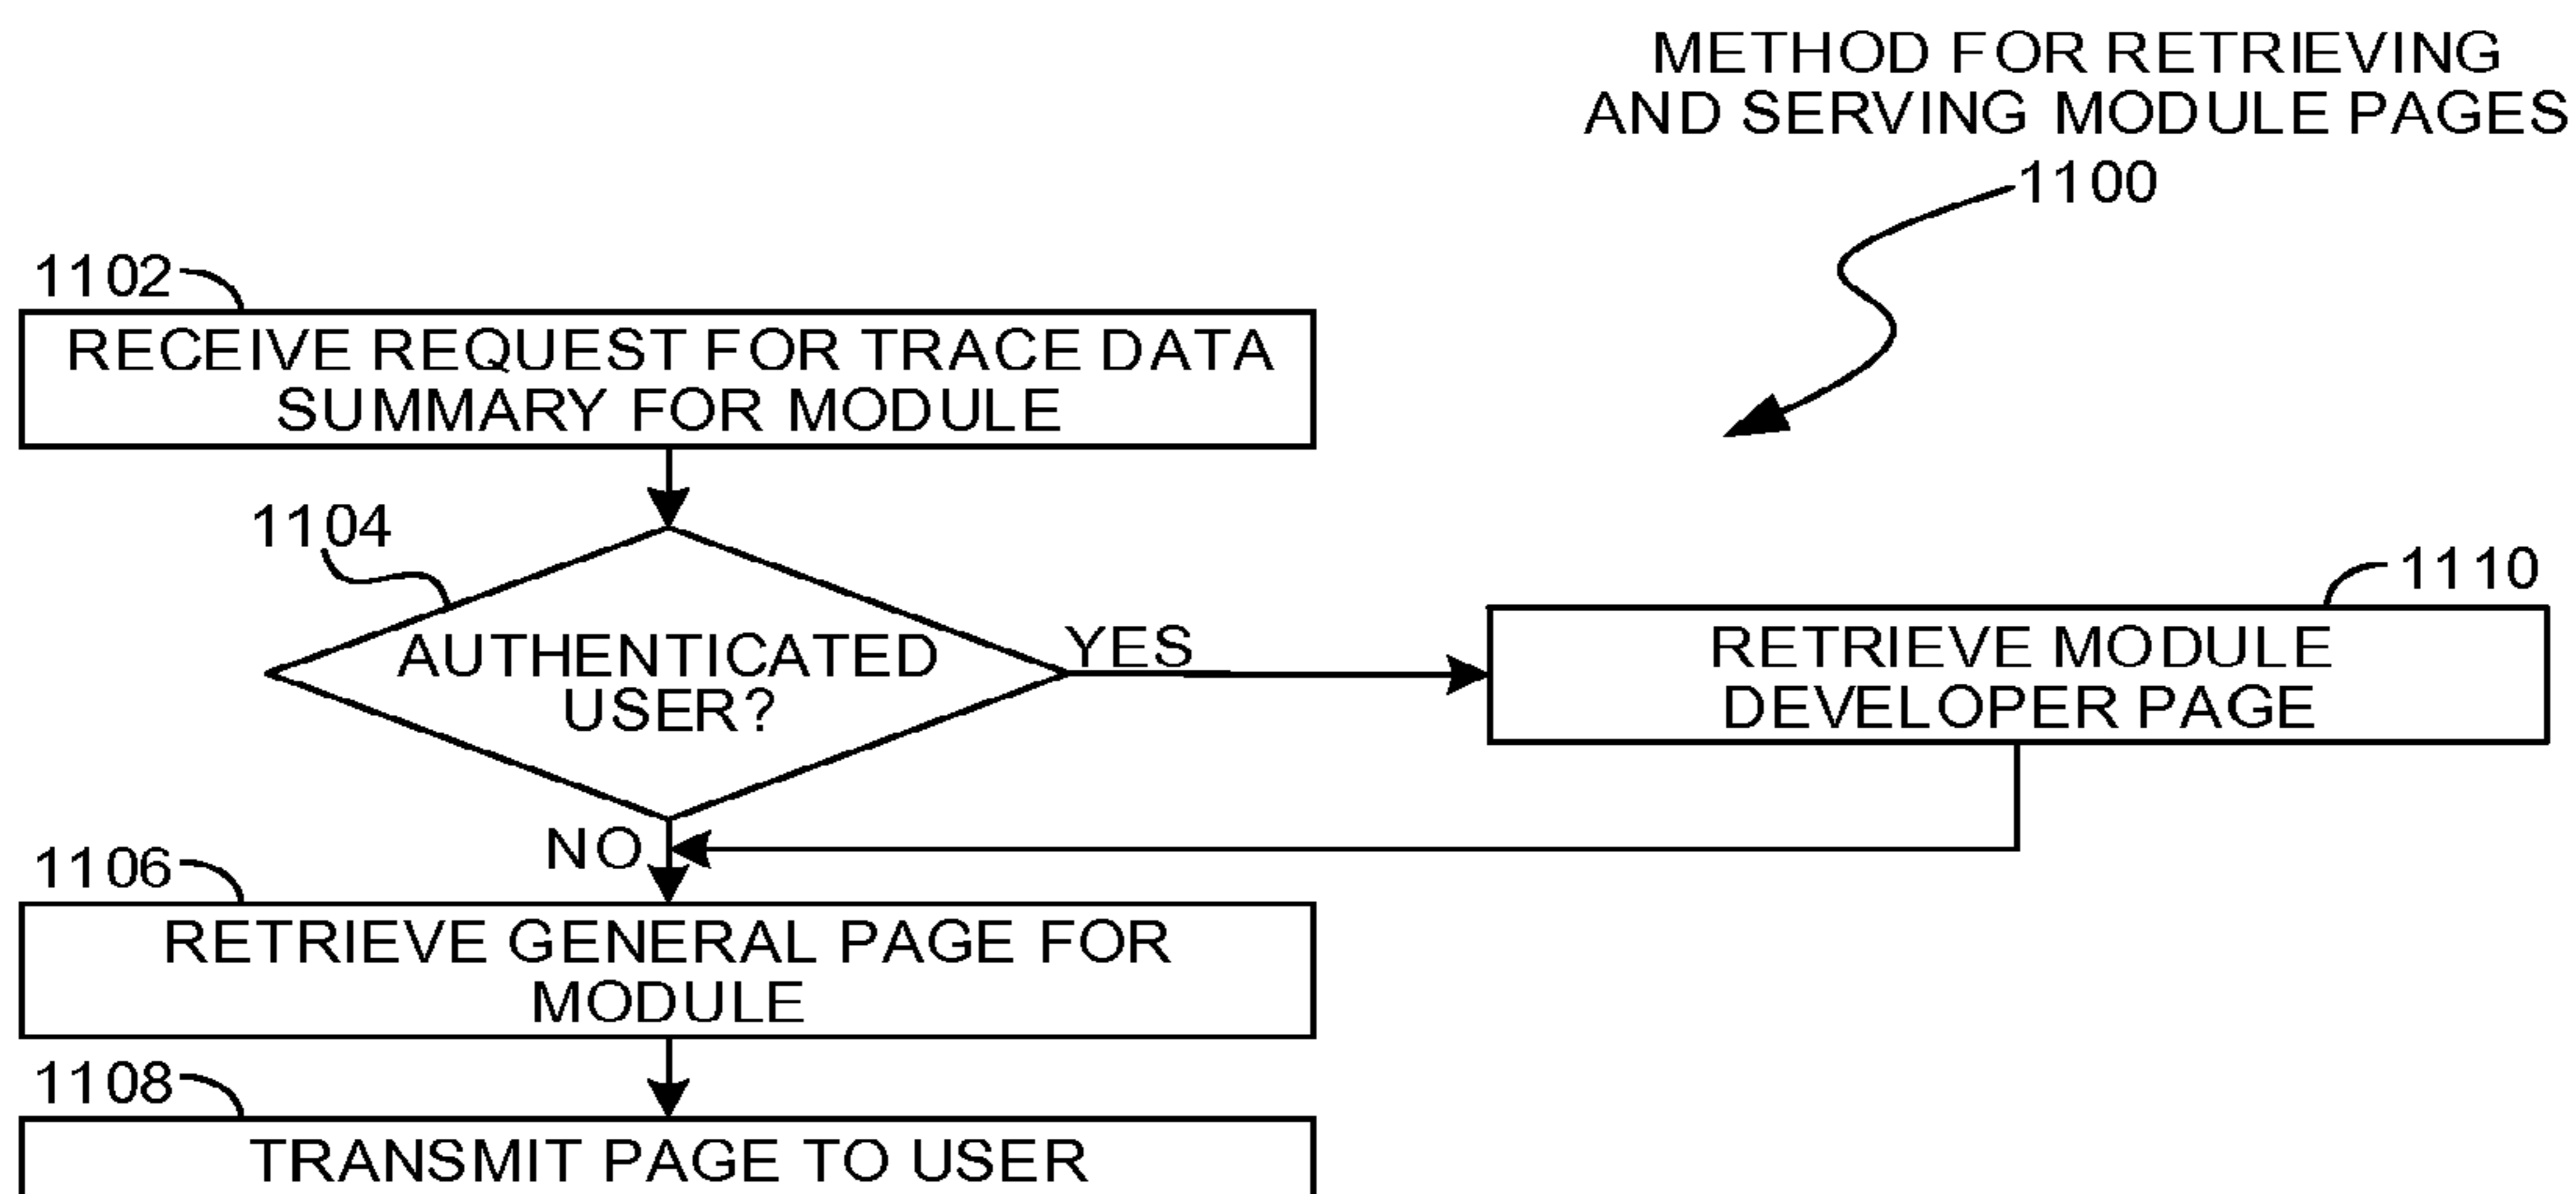 METHOD FOR RETRIEVING
AND SERVING MODULE PAGES
1100
1102
RECEIVE REQUEST FOR TRACE DATA
SUMMARY FOR MODULE
1104
AUTHENTICATED
USER?
YES
1110
RETRIEVE MODULE
DEVELOPER PAGE
NO
1106
RETRIEVE GENERAL PAGE FOR
MODULE
1108
TRANSMIT PAGE TO USER